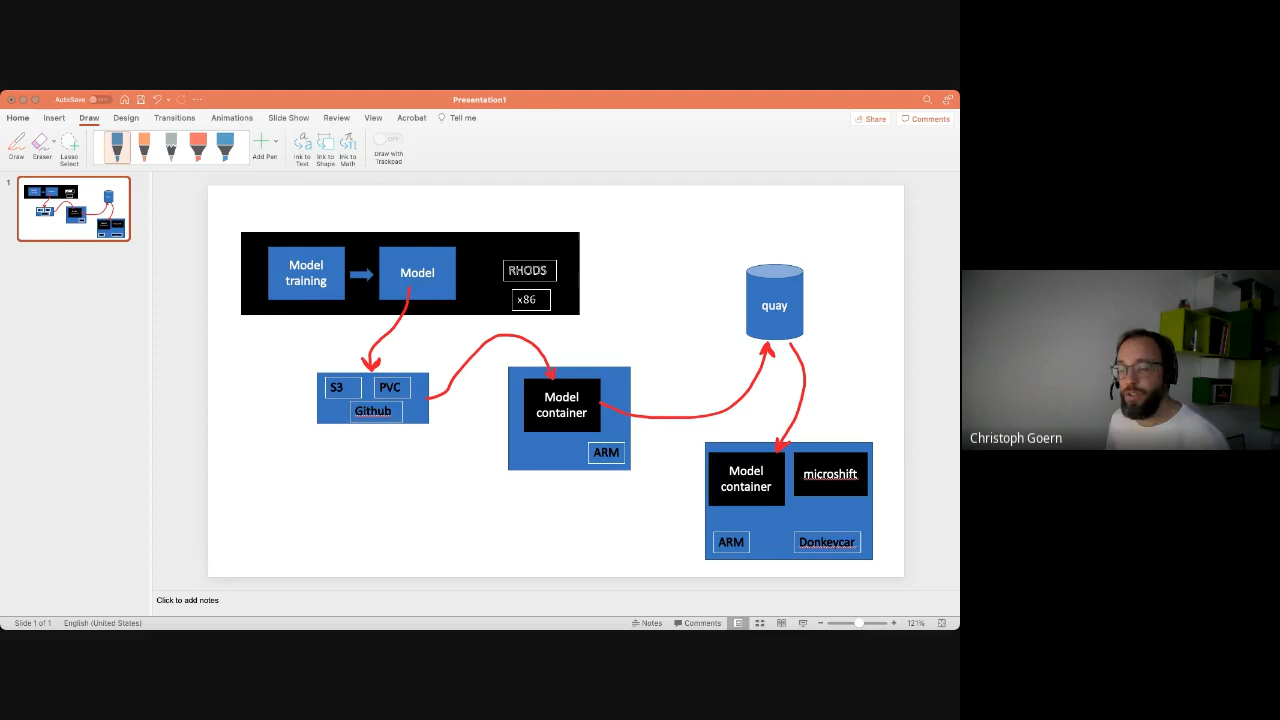 AutoSave
OFF
Presentation1
Home
Insert
Draw
Design
Transitions
Animations
Slide Show
Review
View
Acrobat
Tell me
Share
Comments
Draw
Eraser
Lasso
Select
Add Pen
Ink to
Text
Ink to
Shape
Ink to
Math
OFF
Draw with
Trackpad
1
Model
training
Model
RHODS
x86
quay
S3
PVC
Github
Model
container
ARM
Model
container
microshift
ARM
Donkeycar
Christoph Goern
Click to add notes
Slide 1 of 1
English (United States)
Notes
Comments
121%